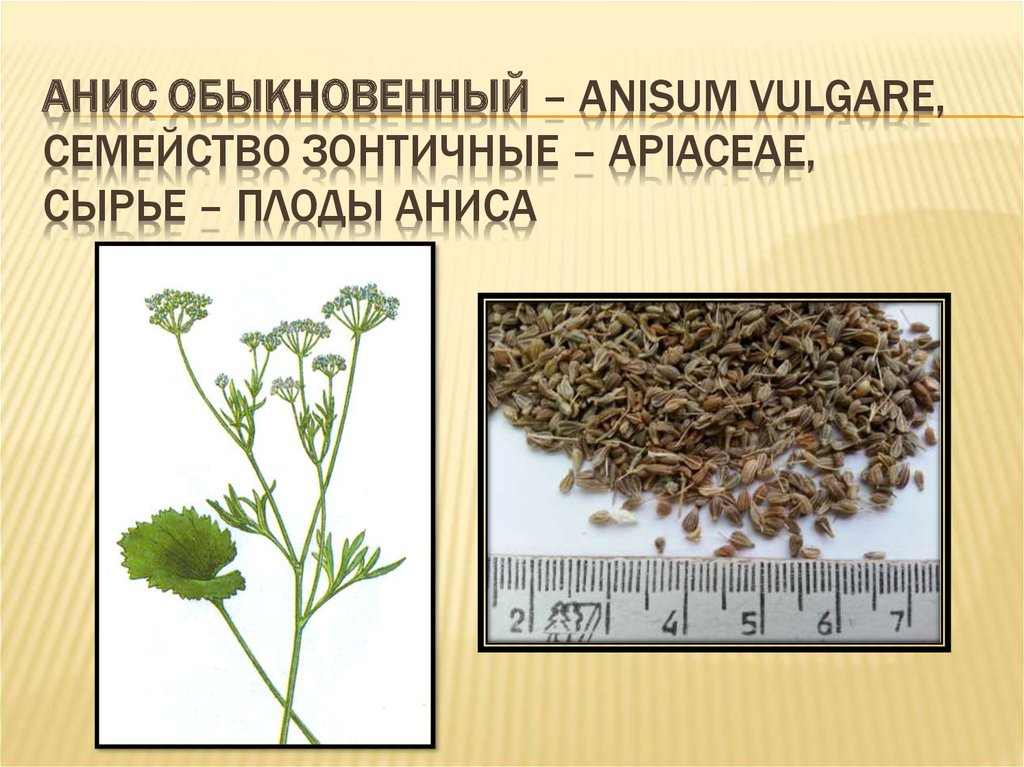 АНИС ОБЫКНОВЕННЫЙ – ANISUM VULGARE,
СЕМЕЙСТВО ЗОНТИЧНЫЕ – APIACEAE,
СЫРЬЕ – ПЛОДЫ АНИСА
2 4 5 6 7